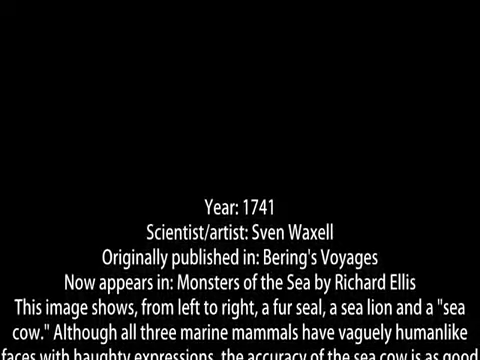 Year: 1741
Scientist/artist: Sven Waxell
Originally published in: Bering's Voyages
Now appears in: Monsters of the Sea by Richard Ellis
This image shows, from left to right, a fur seal, a sea lion and a "sea
cow." Although all three marine mammals have vaguely humanlike
faces with haughty expressions, the accuracy of the sea cow is as good